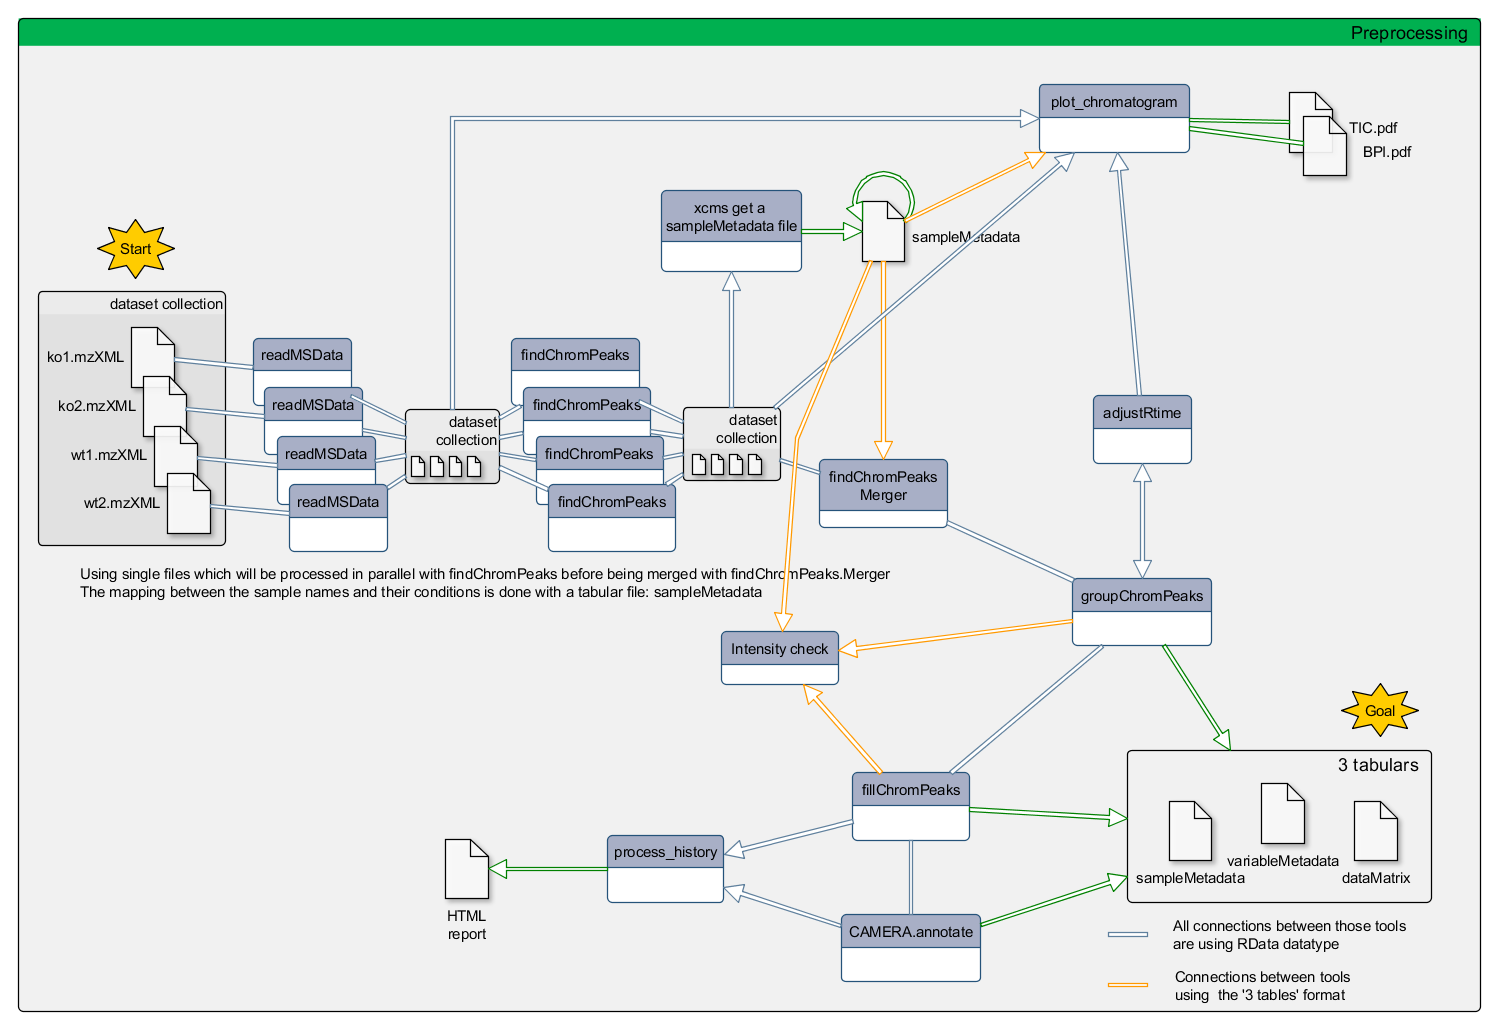 Preprocessing
plot_chromatogram
TIC.pdf
BPI.pdf
xcms get a
sampleMetadata file
sampleMetadata
Start
dataset collection
ko1.mzXML
ko2.mzXML
wt1.mzXML
wt2.mzXML
readMSData
readMSData
readMSData
readMSData
dataset
collection
findChromPeaks
findChromPeaks
findChromPeaks
findChromPeaks
dataset
collection
findChromPeaks
Merger
adjustRtime
Using single files which will be processed in parallel with findChromPeaks before being merged with findChromPeaks.Merger
The mapping between the sample names and their conditions is done with a tabular file: sampleMetadata
groupChromPeaks
Intensity check
Goal
3 tabulars
sampleMetadata
variableMetadata
dataMatrix
fillChromPeaks
process_history
HTML
report
CAMERA.annotate
All connections between those tools
are using RData datatype
Connections between tools
using  the '3 tables' format